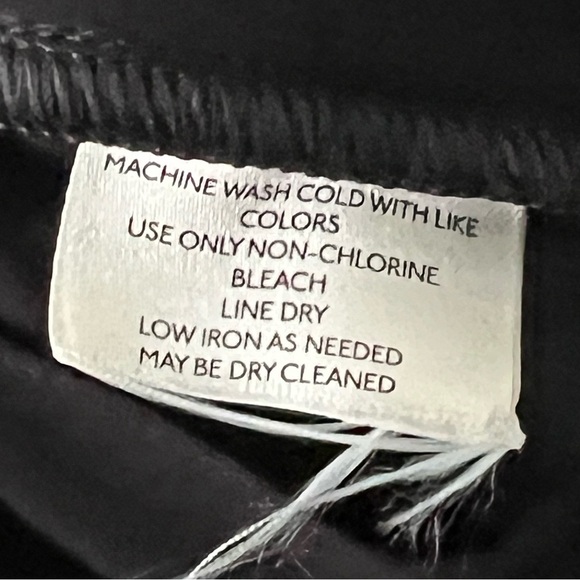 MACHINE WASH COLD WITH LIKE
COLORS
USE ONLY NON-CHLORINE
BLEACH
LINE DRY
LOW IRON AS NEEDED
MAY BE DRY CLEANED